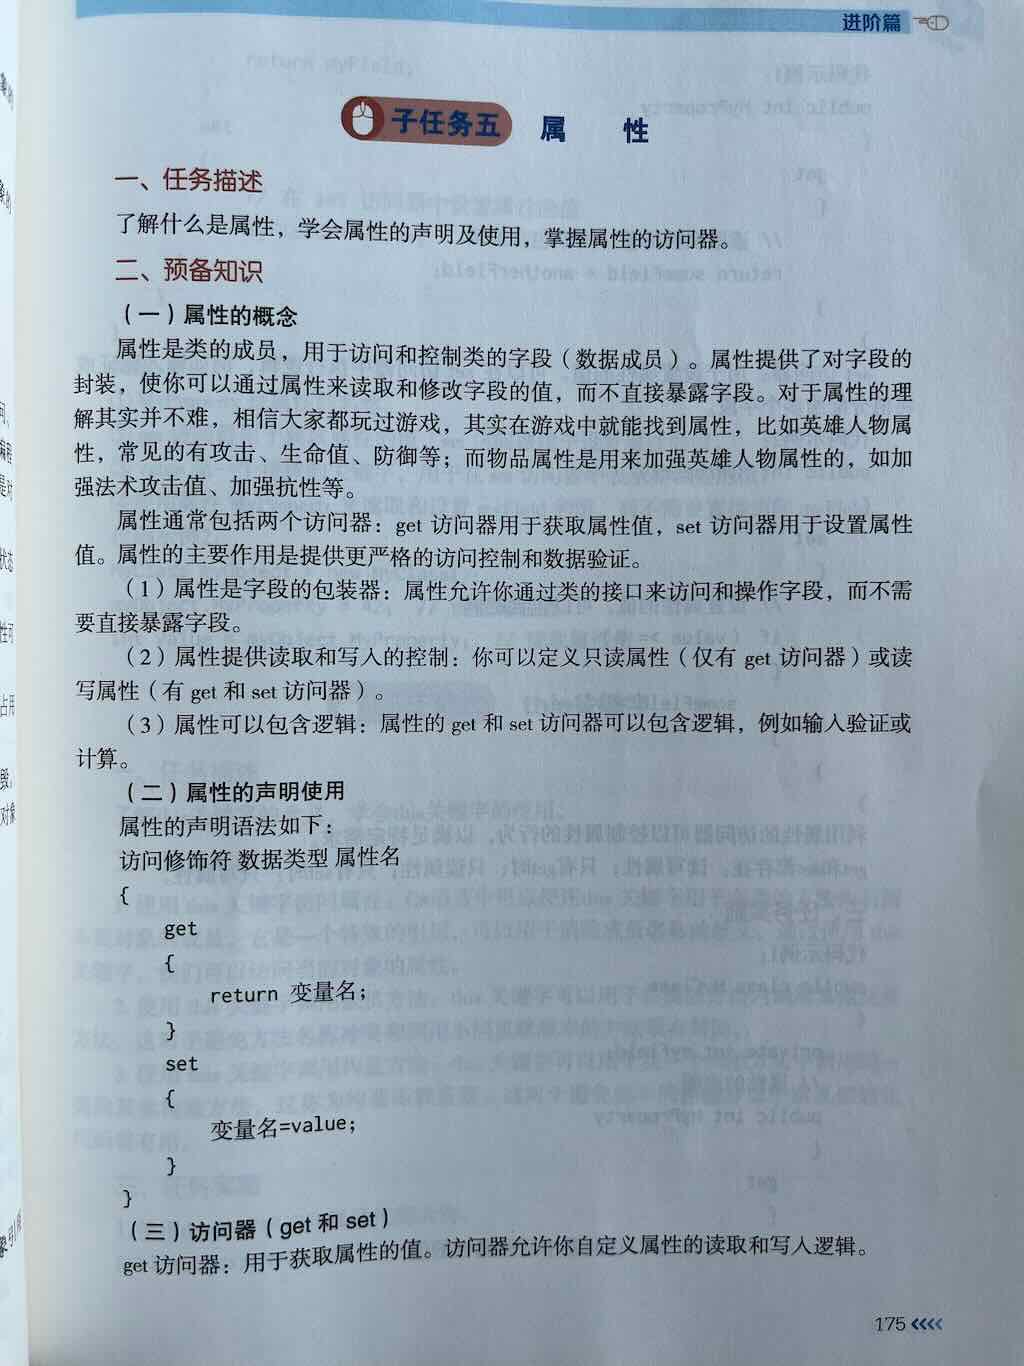 进阶篇
子任务五 属 性
一、任务描述
了解什么是属性，学会属性的声明及使用，掌握属性的访问器。
二、预备知识
（一）属性的概念
属性是类的成员，用于访问和控制类的字段（数据成员）。属性提供了对字段的
封装，使你可以通过属性来读取和修改字段的值，而不直接暴露字段。对于属性的理
解其实并不难，相信大家都玩过游戏，其实在游戏中就能找到属性，比如英雄人物属
性，常见的有攻击、生命值、防御等；而物品属性是用来加强英雄人物属性的，如加
强法术攻击值、加强抗性等。
属性通常包括两个访问器：get 访问器用于获取属性值，set 访问器用于设置属性
值。属性的主要作用是提供更严格的访问控制和数据验证。
（1）属性是字段的包装器：属性允许你通过类的接口来访问和操作字段，而不需
要直接暴露字段。
（2）属性提供读取和写入的控制：你可以定义只读属性（仅有 get 访问器）或读
写属性（有 get 和 set 访问器）。
（3）属性可以包含逻辑：属性的 get 和 set 访问器可以包含逻辑，例如输入验证或
计算。
（二）属性的声明使用
属性的声明语法如下：
访问修饰符 数据类型 属性名
{
get
{
return 变量名；
}
set
{
变量名=value；
}
}
（三）访问器（get 和 set）
get 访问器：用于获取属性的值。访问器允许你自定义属性的读取和写入逻辑。
175